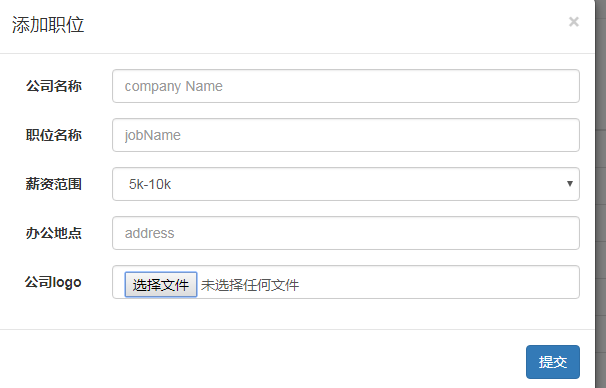 添加职位 ×
公司名称 company Name
职位名称 jobName
薪资范围 5k-10k
办公地点 address
公司logo 选择文件 未选择任何文件
提交